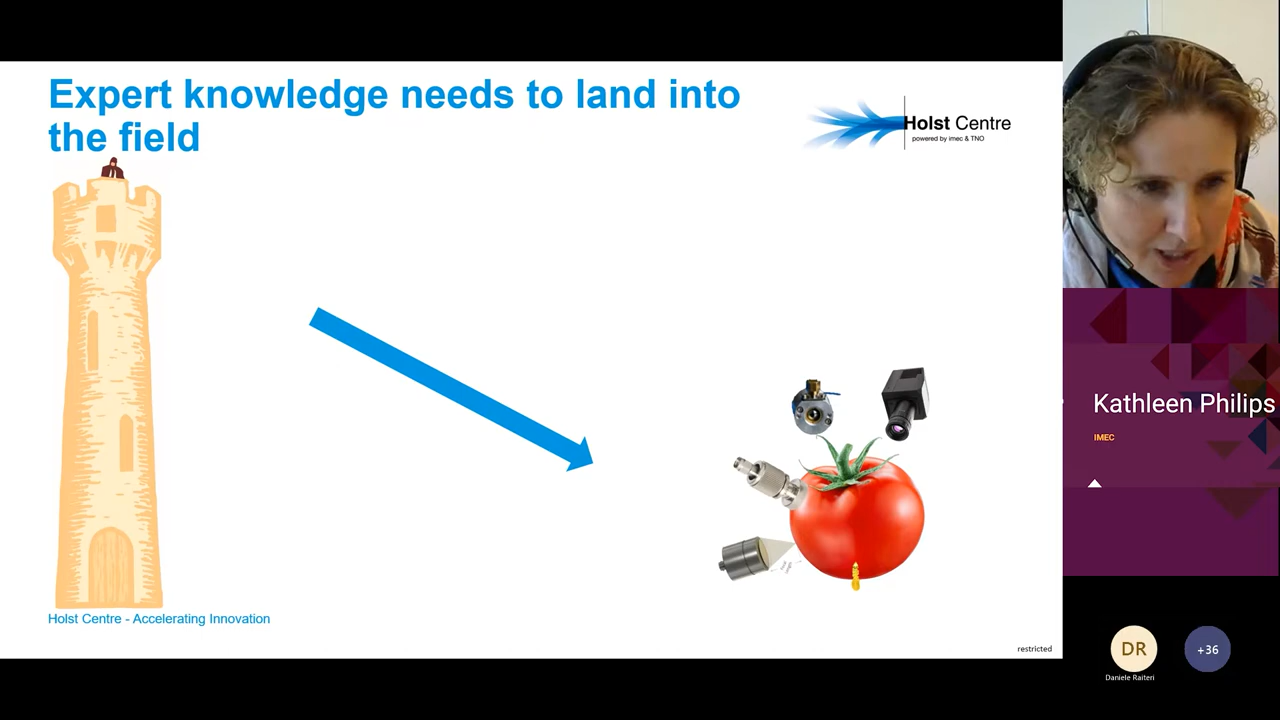 Expert knowledge needs to land into
the field
Holst Centre
powered by imec & TNO
Kathleen Philips
IMEC
Holst Centre - Accelerating Innovation
restricted
DR
+36
Daniele Raiteri